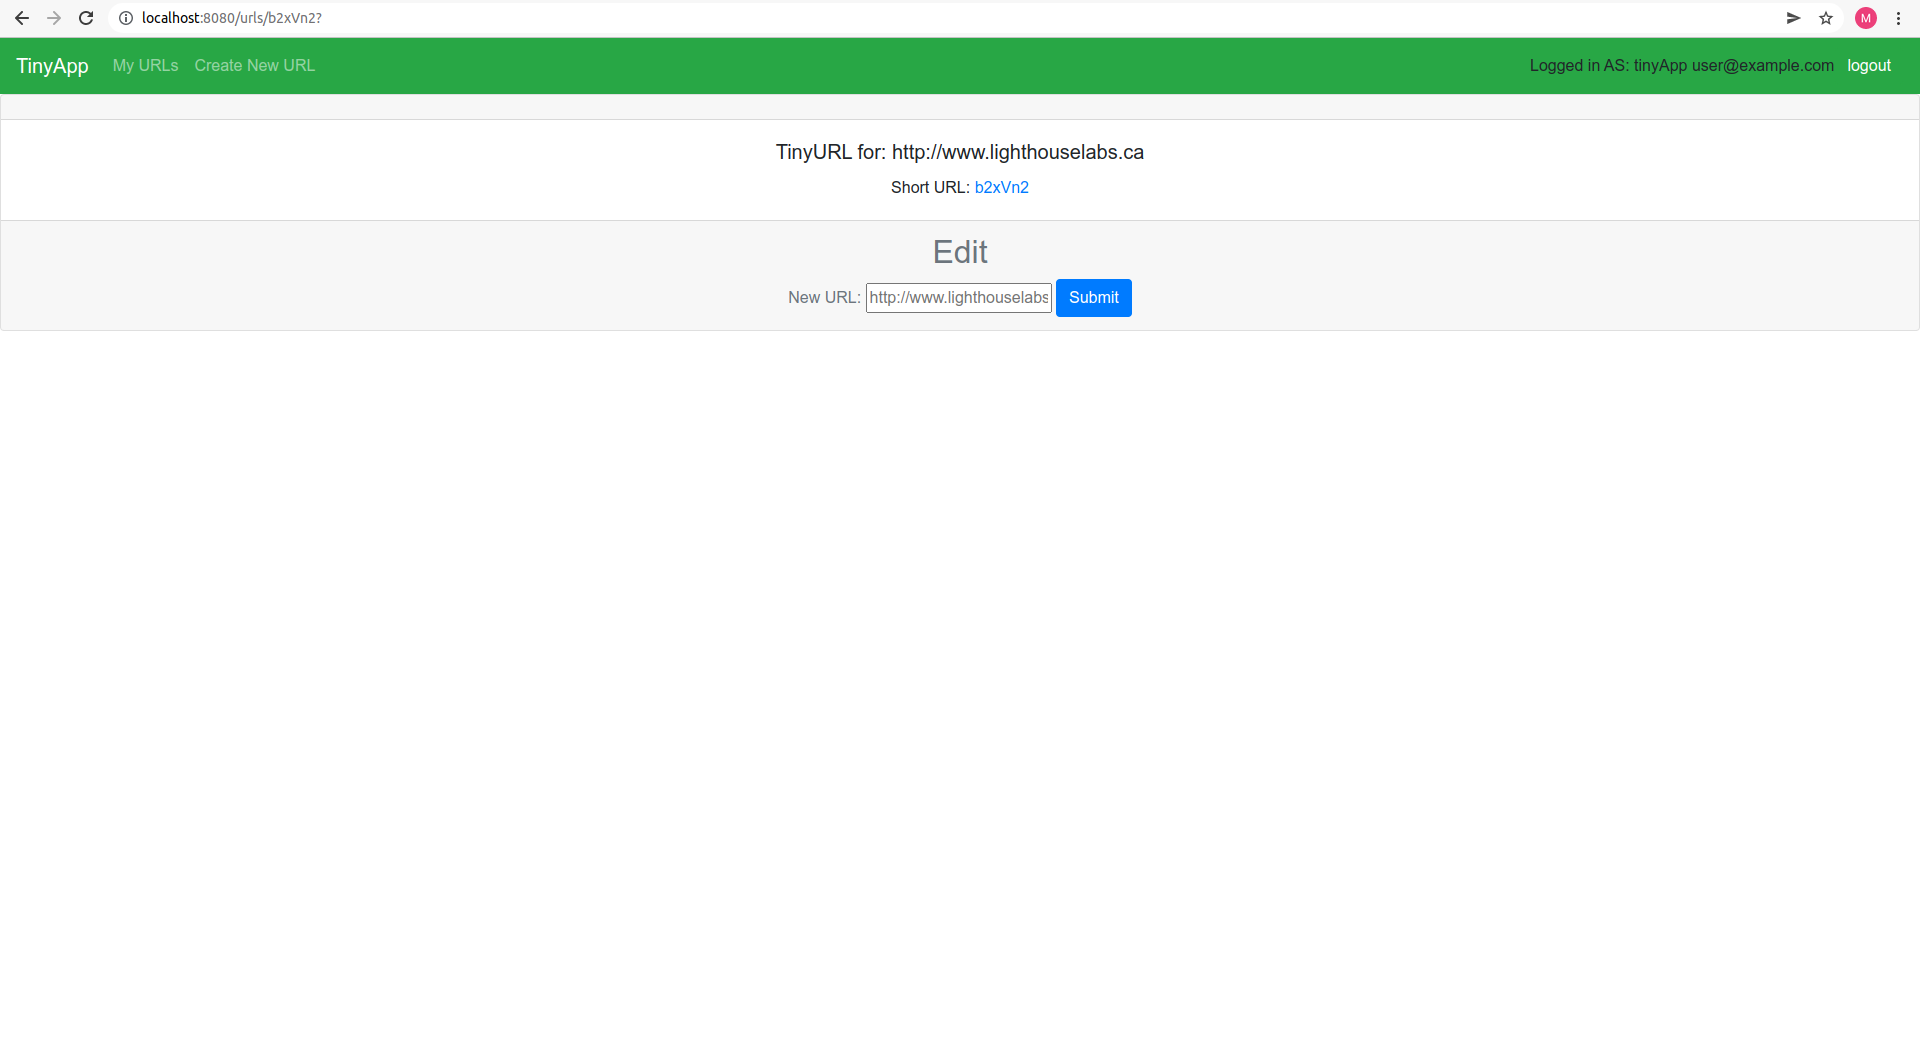 localhost:8080/urls/b2xVn2?
M
TinyApp My URLs Create New URL Logged in AS: tinyApp user@example.com logout
TinyURL for: http://www.lighthouselabs.ca
Short URL: b2xVn2
Edit
New URL: http://www.lighthouselabs Submit